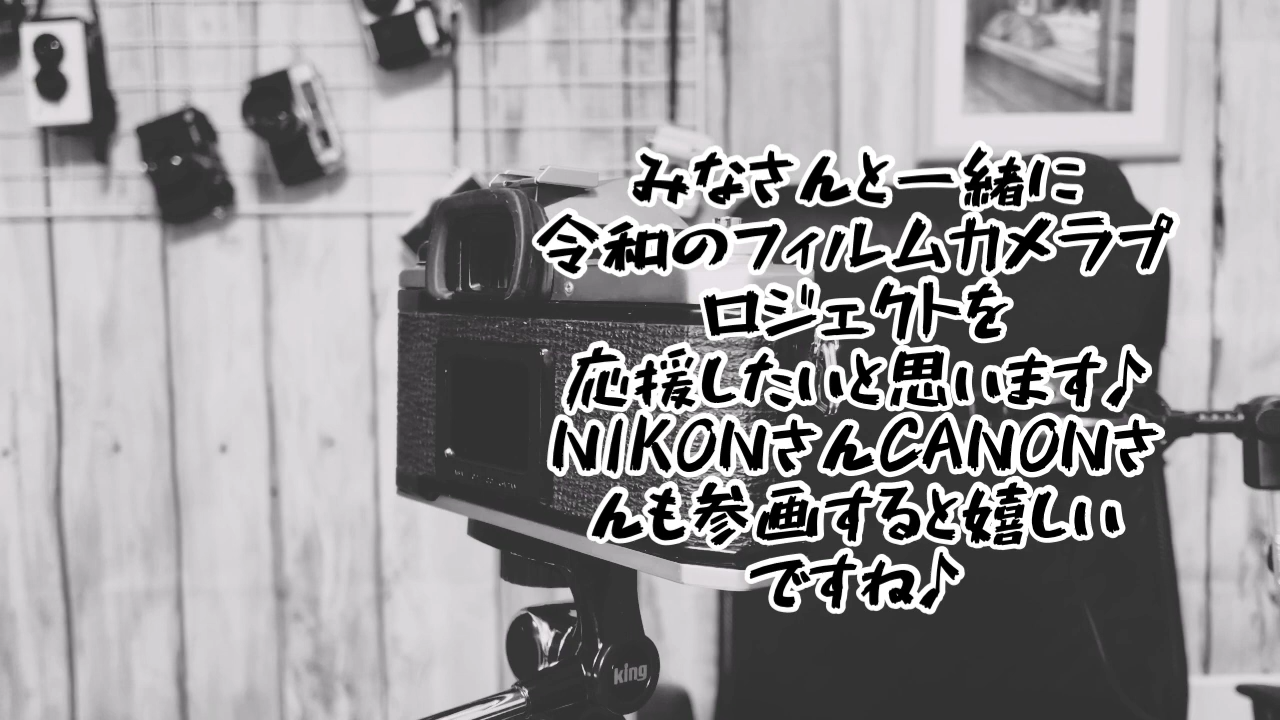 みなさんと一緒に
令和のフィルムカメラプ
ロジェクトを
応援したいと思います♪
NIKONさんCANONさ
んも参画すると嬉しい
ですね♪
king